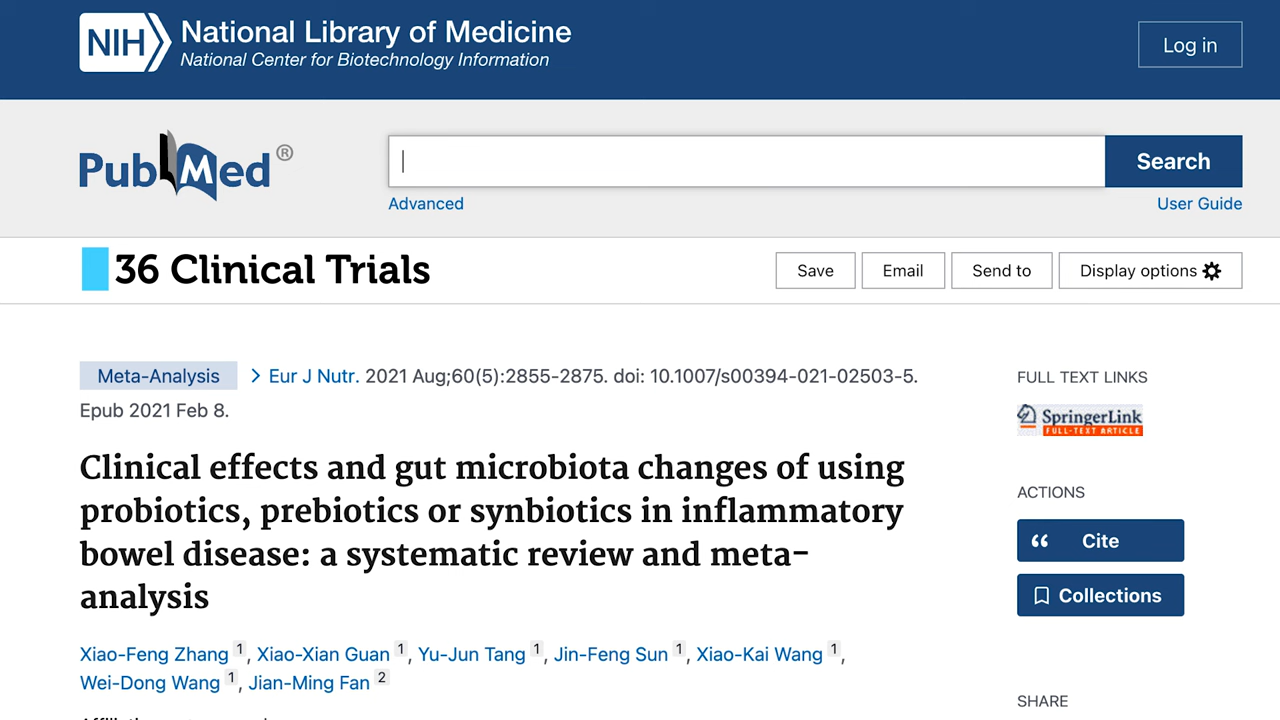 NIH National Library of Medicine
National Center for Biotechnology Information
Log in
PubMed®
Search
Advanced
User Guide
36 Clinical Trials
Save
Email
Send to
Display options
Meta-Analysis > Eur J Nutr. 2021 Aug;60(5):2855-2875. doi: 10.1007/s00394-021-02503-5.
Epub 2021 Feb 8.
Clinical effects and gut microbiota changes of using
probiotics, prebiotics or synbiotics in inflammatory
bowel disease: a systematic review and meta-
analysis
Xiao-Feng Zhang 1, Xiao-Xian Guan 1, Yu-Jun Tang 1, Jin-Feng Sun 1, Xiao-Kai Wang 1,
Wei-Dong Wang 1, Jian-Ming Fan 2
FULL TEXT LINKS
SpringerLink
FULL-TEXT ARTICLE
ACTIONS
Cite
Collections
SHARE